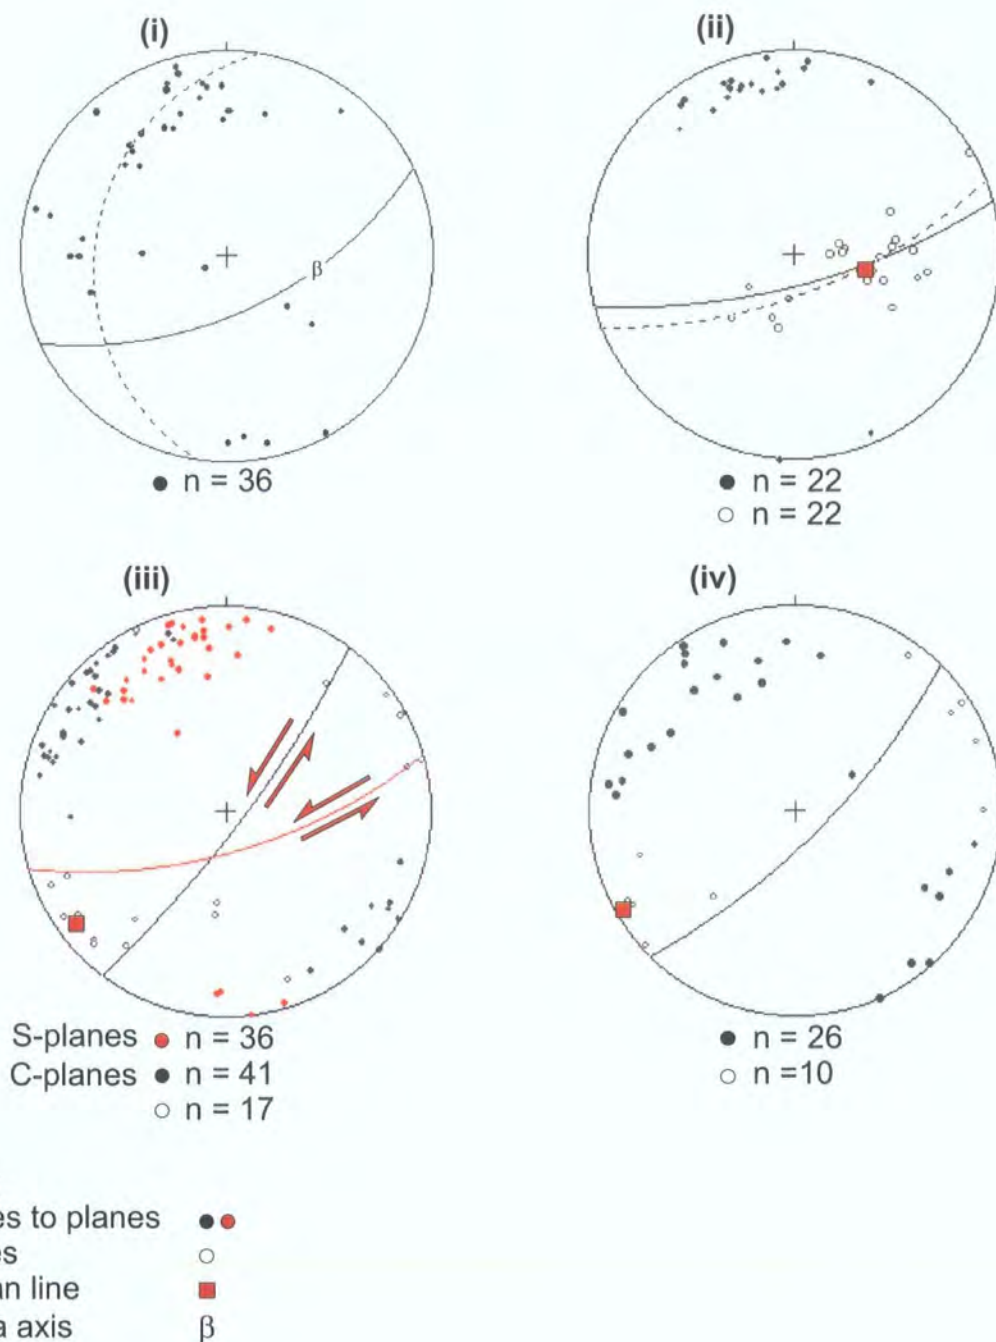 (i)
β
● n = 36
(ii)
● n = 22
○ n = 22
(iii)
S-planes ● n = 36
C-planes ● n = 41
○ n = 17
(iv)
● n = 26
○ n =10
es to planes ●●
es ○
an line ■
a axis β